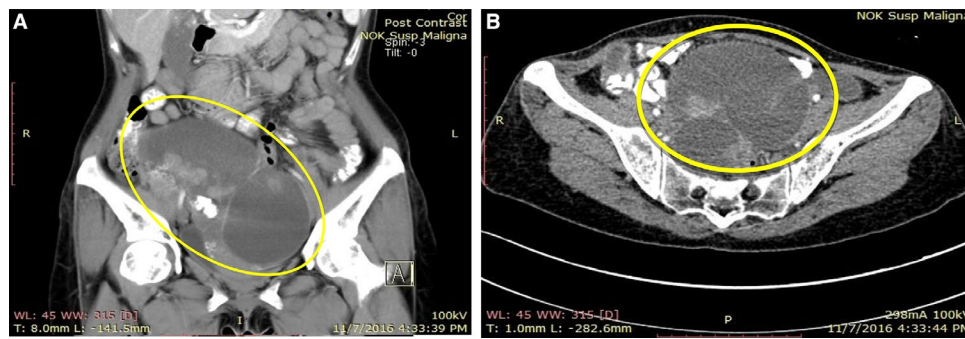 A
Cor
Post Contrast
NOK Susp Maligna
Spin: -3
Tilt: -0
R
L
A
WL: 45 WW: 315 [D]
T: 8.0mm L: -141.5mm
I
100kV
11/7/2016 4:33:39 PM
B
NOK Susp Maligna
R
L
WL: 45 WW: 315 [D]
T: 1.0mm L: -282.6mm
P
298mA 100kV
11/7/2016 4:33:44 PM